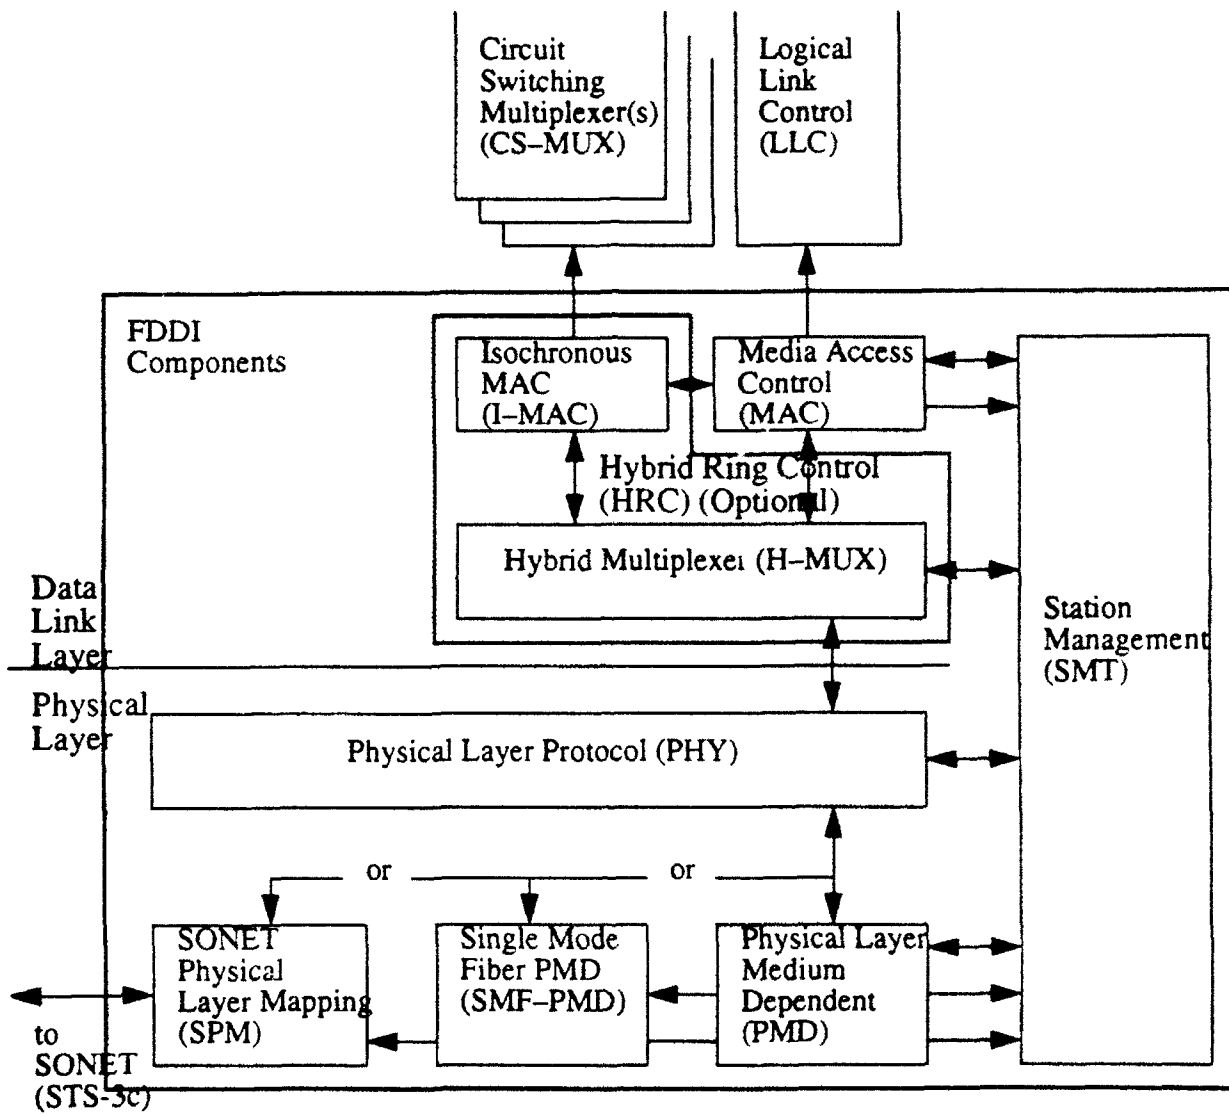 Circuit
Switching
Multiplexer(s)
(CS–MUX)
Logical
Link
Control
(LLC)
FDDI
Components
Isochronous
MAC
(I–MAC)
Media Access
Control
(MAC)
Hybrid Ring Control
(HRC) (Optional)
Hybrid Multiplexer (H–MUX)
Data
Link
Layer
Station
Management
(SMT)
Physical
Layer
Physical Layer Protocol (PHY)
or
or
SONET
Physical
Layer Mapping
(SPM)
Single Mode
Fiber PMD
(SMF–PMD)
Physical Layer
Medium
Dependent
(PMD)
to
SONET
(STS-3c)